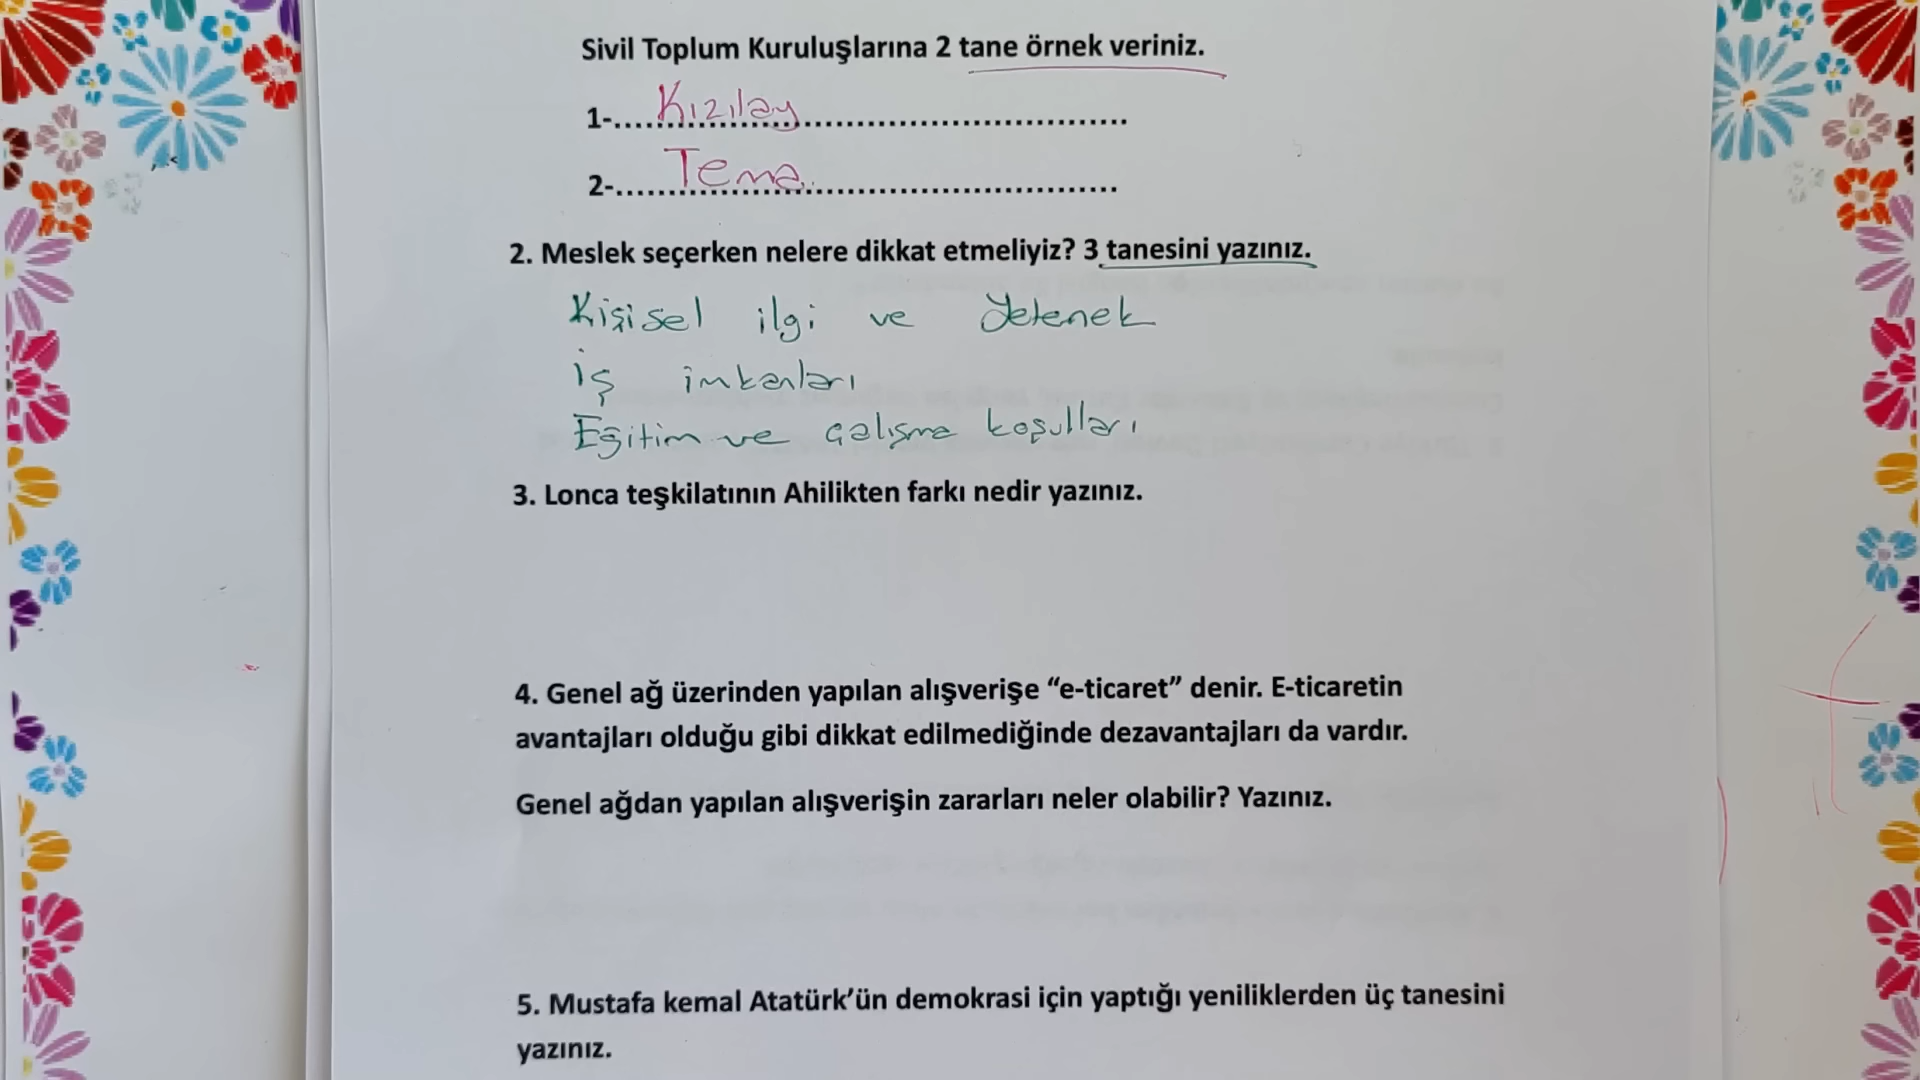 Sivil Toplum Kuruluşlarına 2 tane örnek veriniz.
1-....Kızılay....................................
2-.....Tema....................................
2. Meslek seçerken nelere dikkat etmeliyiz? 3 tanesini yazınız.
Kişisel ilgi ve Yetenek
İş imkanları
Eğitim ve çalışma koşulları
3. Lonca teşkilatının Ahilikten farkı nedir yazınız.
4. Genel ağ üzerinden yapılan alışverişe “e-ticaret” denir. E-ticaretin
avantajları olduğu gibi dikkat edilmediğinde dezavantajları da vardır.
Genel ağdan yapılan alışverişin zararları neler olabilir? Yazınız.
5. Mustafa kemal Atatürk’ün demokrasi için yaptığı yeniliklerden üç tanesini
yazınız.